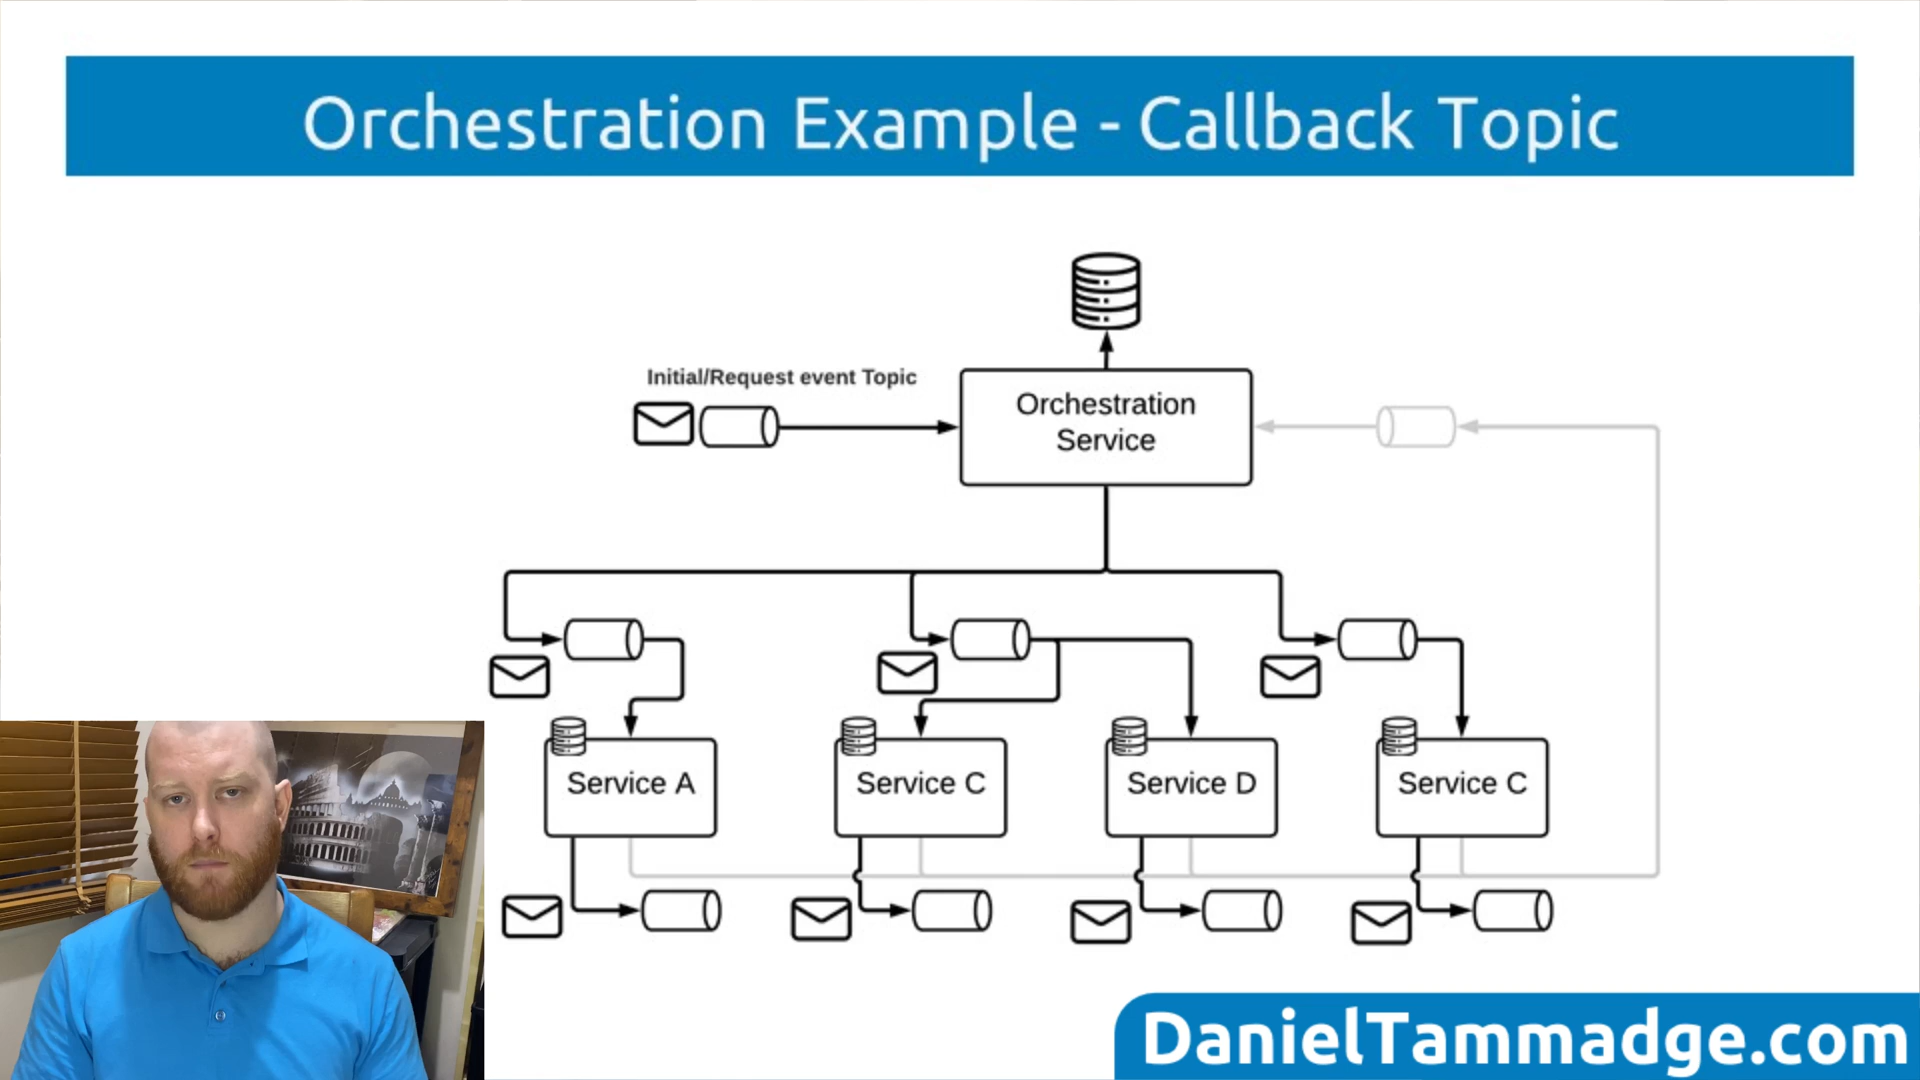 Orchestration Example - Callback Topic
Initial/Request event Topic
Orchestration
Service
Service A
Service C
Service D
Service C
DanielTammadge.com